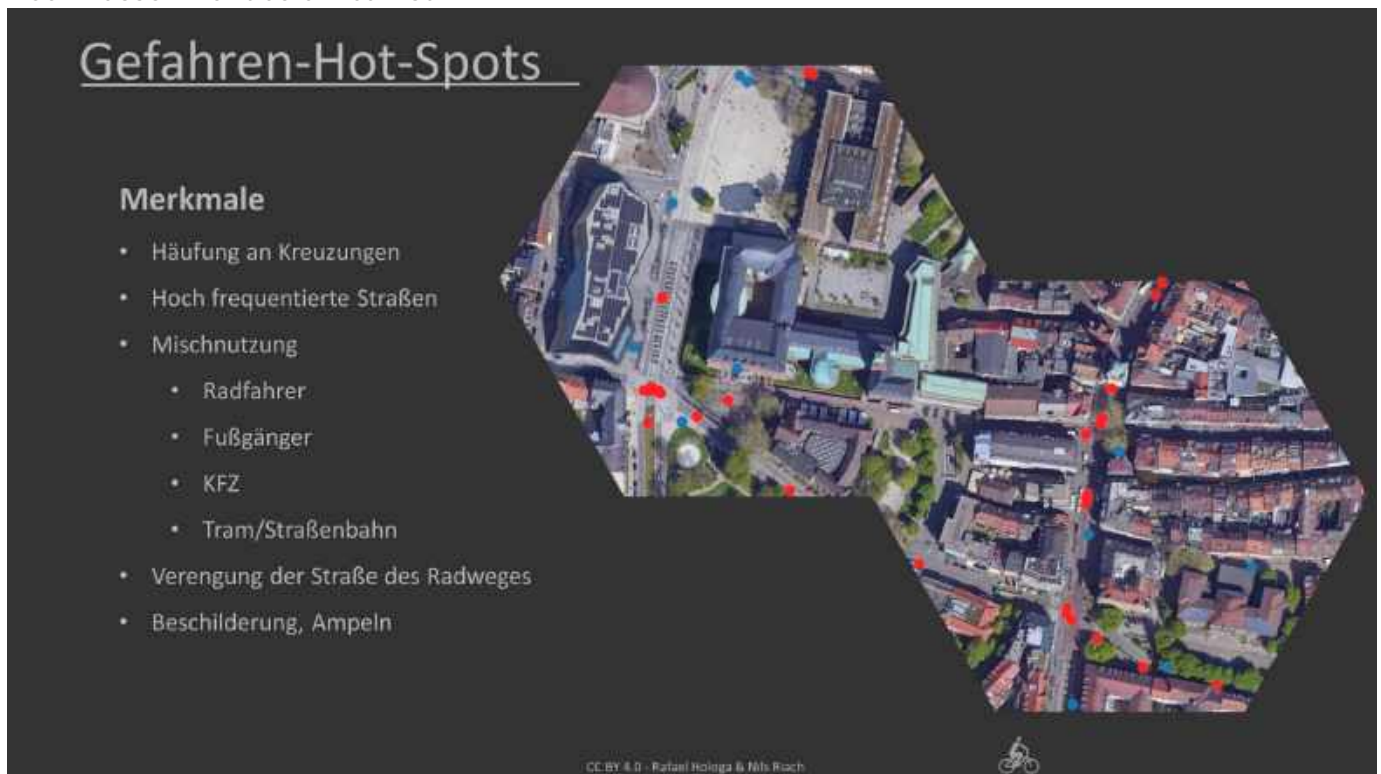 Gefahren-Hot-Spots
Merkmale
• Häufung an Kreuzungen
• Hoch frequentierte Straßen
• Mischnutzung
• Radfahrer
• Fußgänger
• KFZ
• Tram/Straßenbahn
• Verengung der Straße des Radweges
• Beschilderung, Ampeln
CC BY 4.0 - Rafael Hologa & Nils Riach